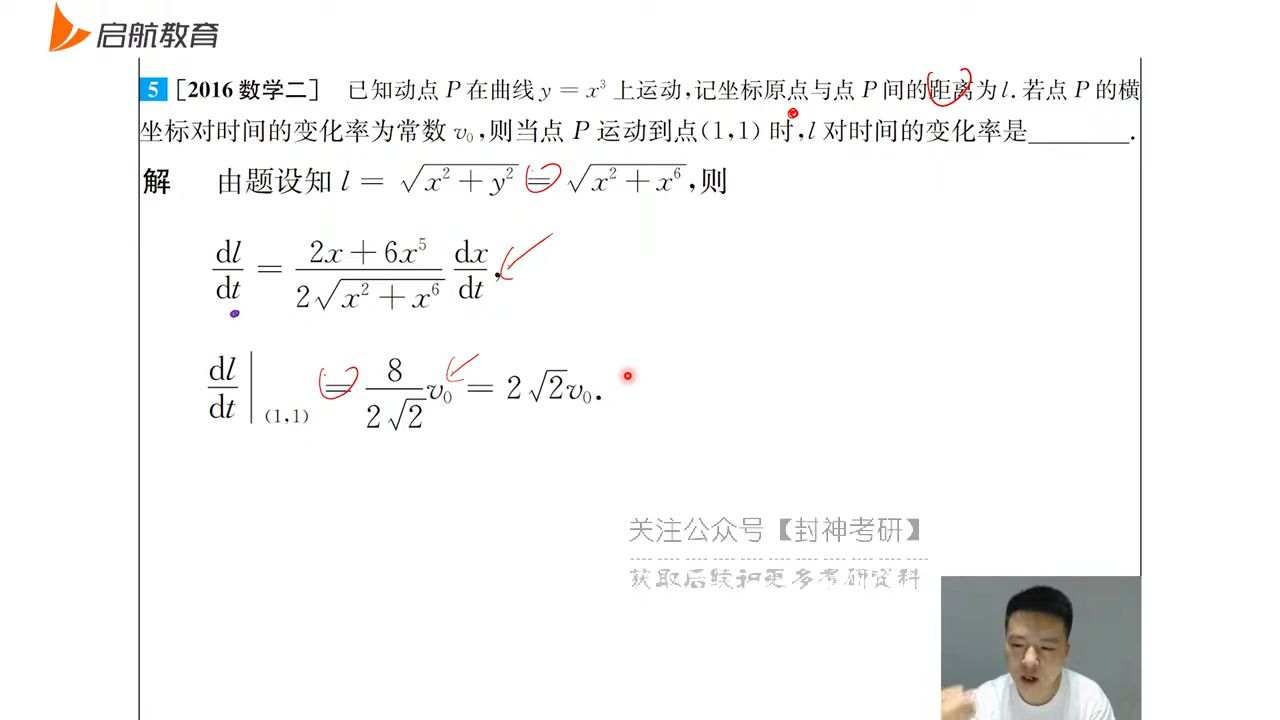 启航教育
5 [2016 数学二] 已知动点 P 在曲线 y = x³ 上运动,记坐标原点与点 P 间的距离为 l. 若点 P 的横
坐标对时间的变化率为常数 v₀,则当点 P 运动到点(1,1) 时,l 对时间的变化率是________.
解 由题设知 l = √(x² + y²) = √(x² + x⁶),则
dl/dt = (2x + 6x⁵)/(2√(x² + x⁶)) dx/dt,
dl/dt|(1,1) = 8/(2√2) v₀ = 2√2 v₀.
关注公众号【封神考研】
获取后续和更多考研资料